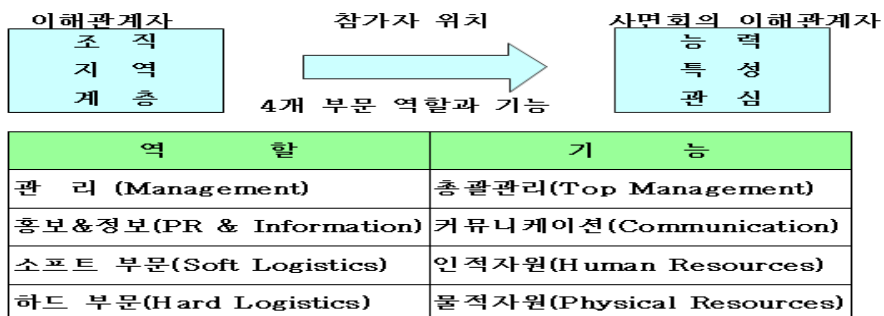 이해관계자 참가자 위치 사면회의 이해관계자
조 직 능 력
지 역 특 성
계 층 관 심
4개 부문 역할과 기능
역 할 기 능
관 리 (Management) 총괄관리(Top Management)
홍보&정보(PR & Information) 커뮤니케이션(Communication)
소프트 부문(Soft Logistics) 인적자원(Human Resources)
하드 부문(Hard Logistics) 물적자원(Physical Resources)